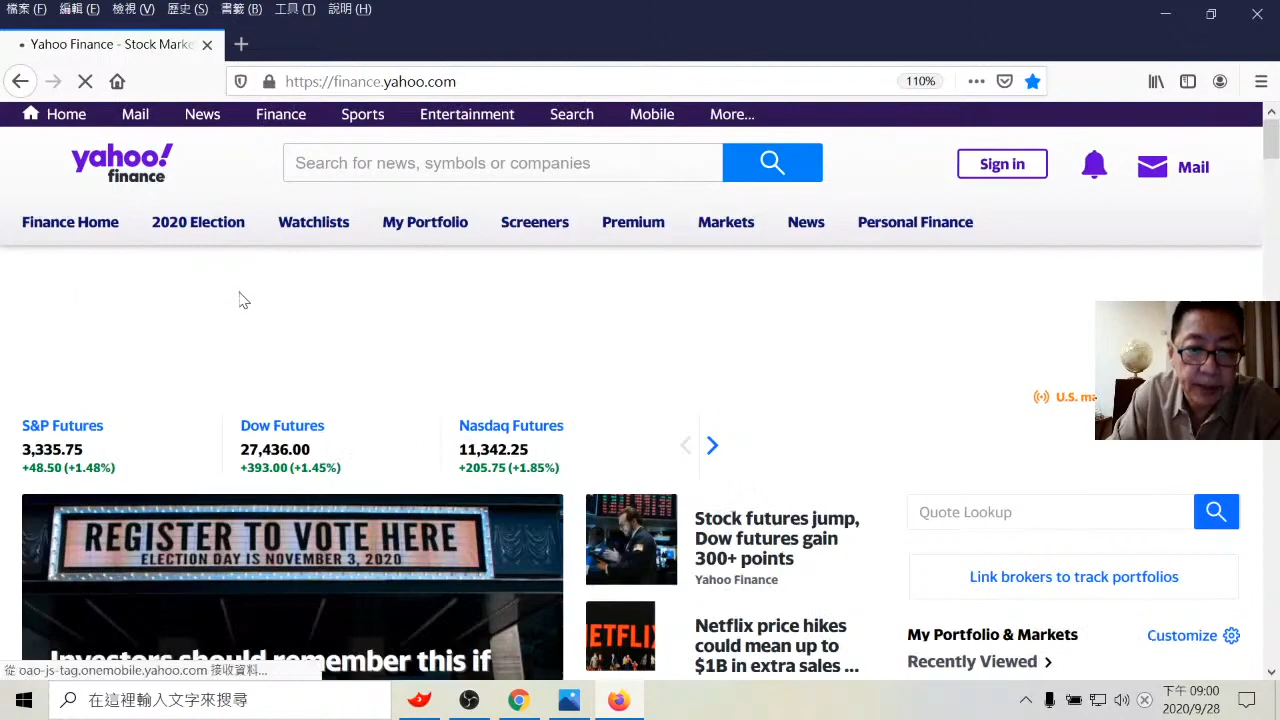 檔案(F) 編輯(E) 檢視(V) 歷史(S) 書籤(B) 工具(T) 說明(H)
Yahoo Finance - Stock Marke
https://finance.yahoo.com
110%
Home Mail News Finance Sports Entertainment Search Mobile More...
yahoo!
finance
Search for news, symbols or companies
Sign in
Mail
Finance Home 2020 Election Watchlists My Portfolio Screeners Premium Markets News Personal Finance
U.S. ma
S&P Futures
3,335.75
+48.50 (+1.48%)
Dow Futures
27,436.00
+393.00 (+1.45%)
Nasdaq Futures
11,342.25
+205.75 (+1.85%)
REGISTER TO VOTE HERE
ELECTION DAY IS NOVEMBER 3, 2020
Investors should remember this if
Stock futures jump,
Dow futures gain
300+ points
Yahoo Finance
NETFLIX
Netflix price hikes
could mean up to
$1B in extra sales ...
Quote Lookup
Link brokers to track portfolios
My Portfolio & Markets
Customize
Recently Viewed
從 oao-js-tag.onemobile.yahoo.com 接收資料...
在這裡輸入文字來搜尋
下午 09:00
2020/9/28